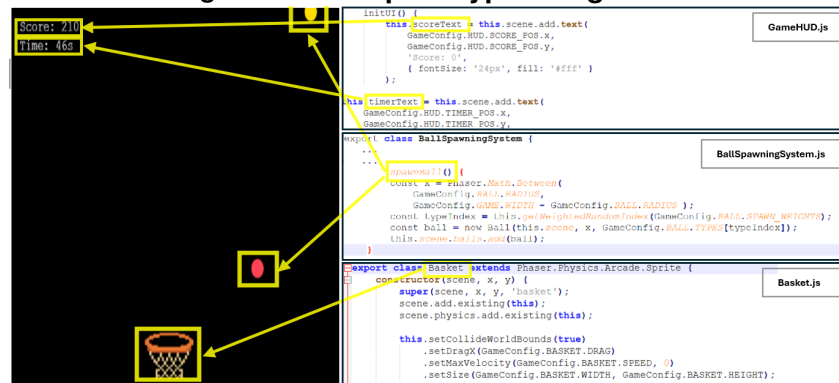 Score: 210
Time: 46s
initUI() {
this.scoreText = this.scene.add.text(
GameConfig.HUD.SCORE_POS.x,
GameConfig.HUD.SCORE_POS.y,
'Score: 0',
{ fontSize: '24px', fill: '#fff' }
);
this.timerText = this.scene.add.text(
GameConfig.HUD.TIMER_POS.x,
GameConfig.HUD.TIMER_POS.y,
GameHUD.js
export class BallSpawningSystem {
...
...
spawnBall() {
const x = Phaser.Math.Between(
GameConfig.BALL.RADIUS,
GameConfig.GAME.WIDTH - GameConfig.BALL.RADIUS );
const typeIndex = this.getWeightedRandomIndex(GameConfig.BALL.SPAWN_WEIGHTS);
const ball = new Ball(this.scene, x, GameConfig.BALL.TYPES[typeIndex]);
this.scene.balls.add(ball);
}
BallSpawningSystem.js
export class Basket extends Phaser.Physics.Arcade.Sprite {
constructor(scene, x, y) {
super(scene, x, y, 'basket');
scene.add.existing(this);
scene.physics.add.existing(this);
this.setCollideWorldBounds(true)
.setDragX(GameConfig.BASKET.DRAG)
.setMaxVelocity(GameConfig.BASKET.SPEED, 0)
.setSize(GameConfig.BASKET.WIDTH, GameConfig.BASKET.HEIGHT);
Basket.js